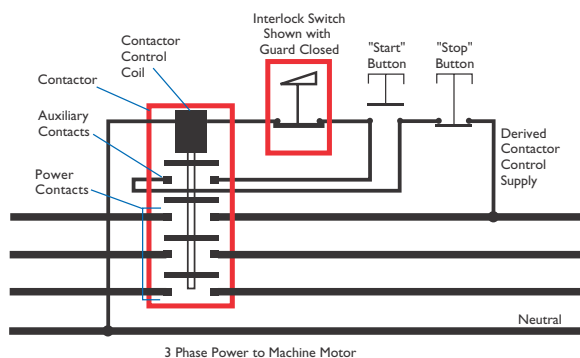 Interlock Switch
Shown with
Guard Closed
Contactor
Control
Coil
"Start"
Button
"Stop"
Button
Contactor
Auxiliary
Contacts
Derived
Contactor
Control
Supply
Power
Contacts
Neutral
3 Phase Power to Machine Motor